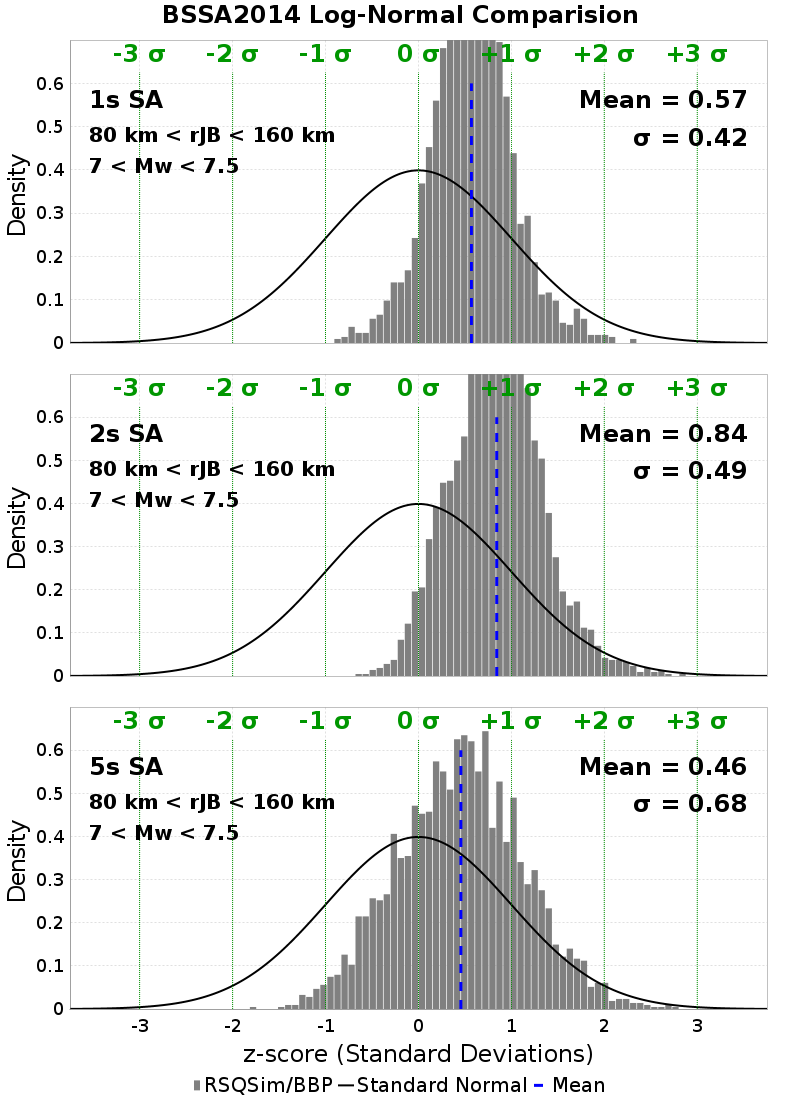 BSSA2014 Log-Normal Comparision
-3 σ -2 σ -1 σ 0 σ +1 σ +2 σ +3 σ
1s SA Mean = 0.57
80 km < rJB < 160 km σ = 0.42
7 < Mw < 7.5
Density
0.6
0.5
0.4
0.3
0.2
0.1
0
-3 σ -2 σ -1 σ 0 σ +1 σ +2 σ +3 σ
2s SA Mean = 0.84
80 km < rJB < 160 km σ = 0.49
7 < Mw < 7.5
Density
0.6
0.5
0.4
0.3
0.2
0.1
0
-3 σ -2 σ -1 σ 0 σ +1 σ +2 σ +3 σ
5s SA Mean = 0.46
80 km < rJB < 160 km σ = 0.68
7 < Mw < 7.5
Density
0.6
0.5
0.4
0.3
0.2
0.1
0
-3 -2 -1 0 1 2 3
z-score (Standard Deviations)
RSQSim/BBP Standard Normal Mean